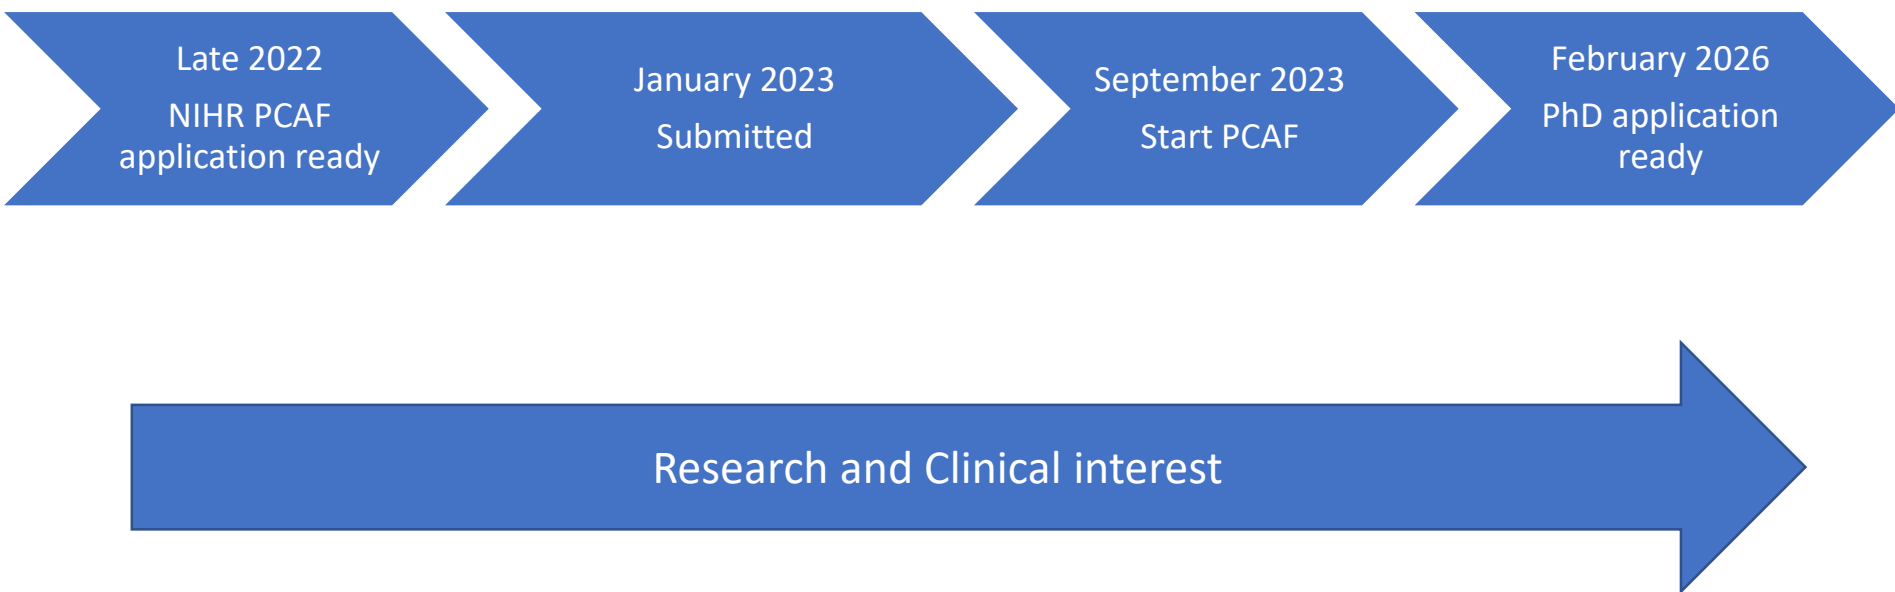 Late 2022
NIHR PCAF
application ready
January 2023
Submitted
September 2023
Start PCAF
February 2026
PhD application
ready
Research and Clinical interest